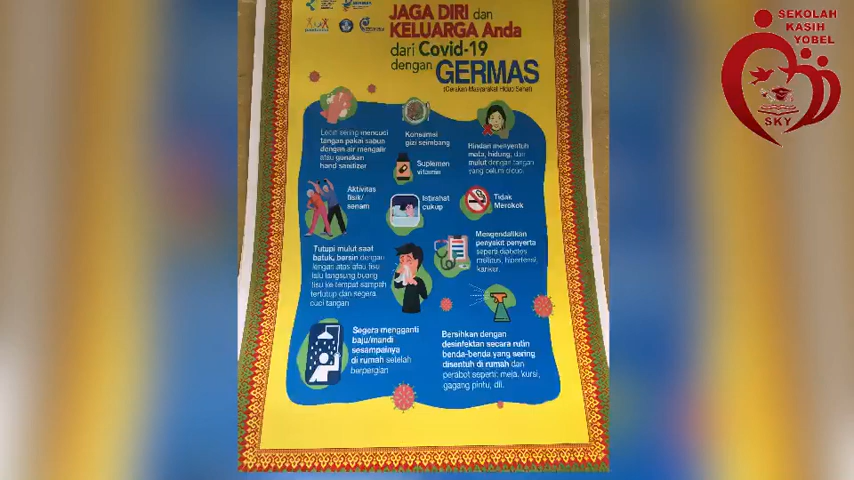 SEKOLAH
KASIH
YOBEL
SKY
JAGA DIRI dan
KELUARGA Anda
dari Covid-19
dengan GERMAS
(Gerakan Masyarakat Hidup Sehat)
Lebih sering mencuci
tangan pakai sabun
dengan air mengalir
atau gunakan
hand sanitizer
Konsumsi
gizi seimbang
Suplemen
vitamin
Hindari menyentuh
mata, hidung, dan
mulut dengan tangan
yang belum dicuci.
Aktivitas
fisik/
senam
Istirahat
cukup
Tidak
Merokok
Tutupi mulut saat
batuk, bersin dengan
lengan atas atau tisu
lalu langsung buang
tisu ke tempat sampah
tertutup dan segera
cuci tangan
Mengendalikan
penyakit penyerta
seperti diabetes
melitus, hipertensi,
kanker.
Segera mengganti
baju/mandi
sesampainya
di rumah setelah
berpergian
Bersihkan dengan
desinfektan secara rutin
benda-benda yang sering
disentuh di rumah dan
perabot seperti: meja, kursi,
gagang pintu, dll.